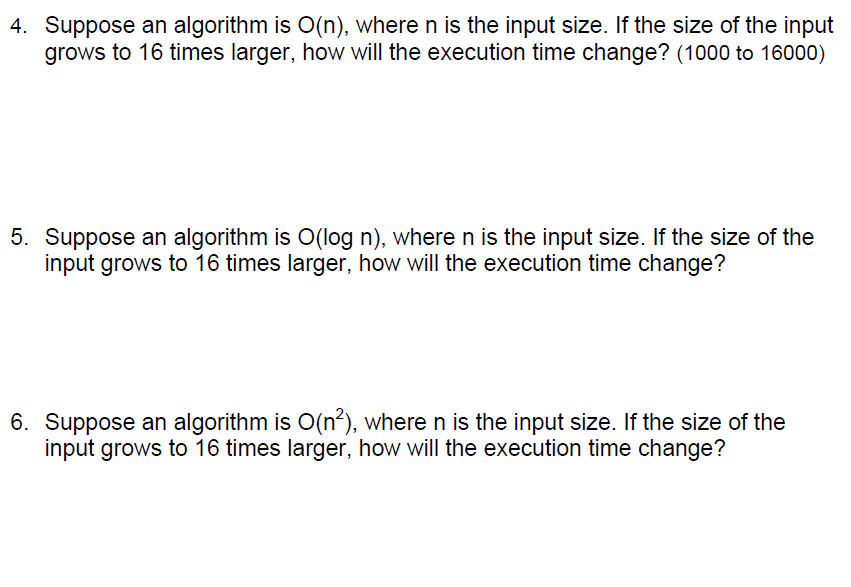 4. Suppose an algorithm is O(n), where n is the input size. If the size of the input
grows to 16 times larger, how will the execution time change? (1000 to 16000)
5. Suppose an algorithm is O(log n), where n is the input size. If the size of the
input grows to 16 times larger, how will the execution time change?
6. Suppose an algorithm is O(n²), where n is the input size. If the size of the
input grows to 16 times larger, how will the execution time change?